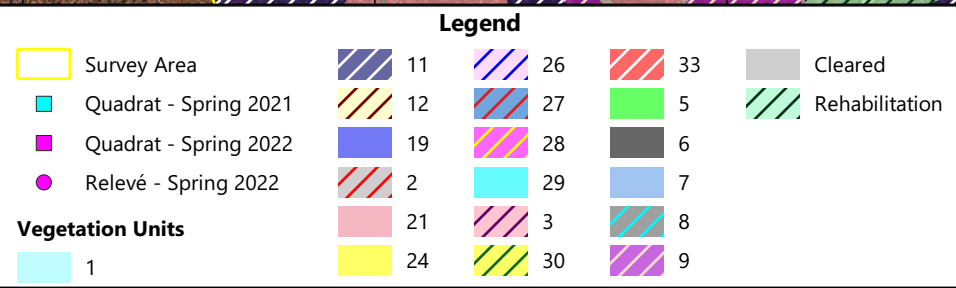 Legend
Survey Area
Quadrat - Spring 2021
Quadrat - Spring 2022
Relevé - Spring 2022
Vegetation Units
1
11
12
19
2
21
24
26
27
28
29
3
30
33
5
6
7
8
9
Cleared
Rehabilitation